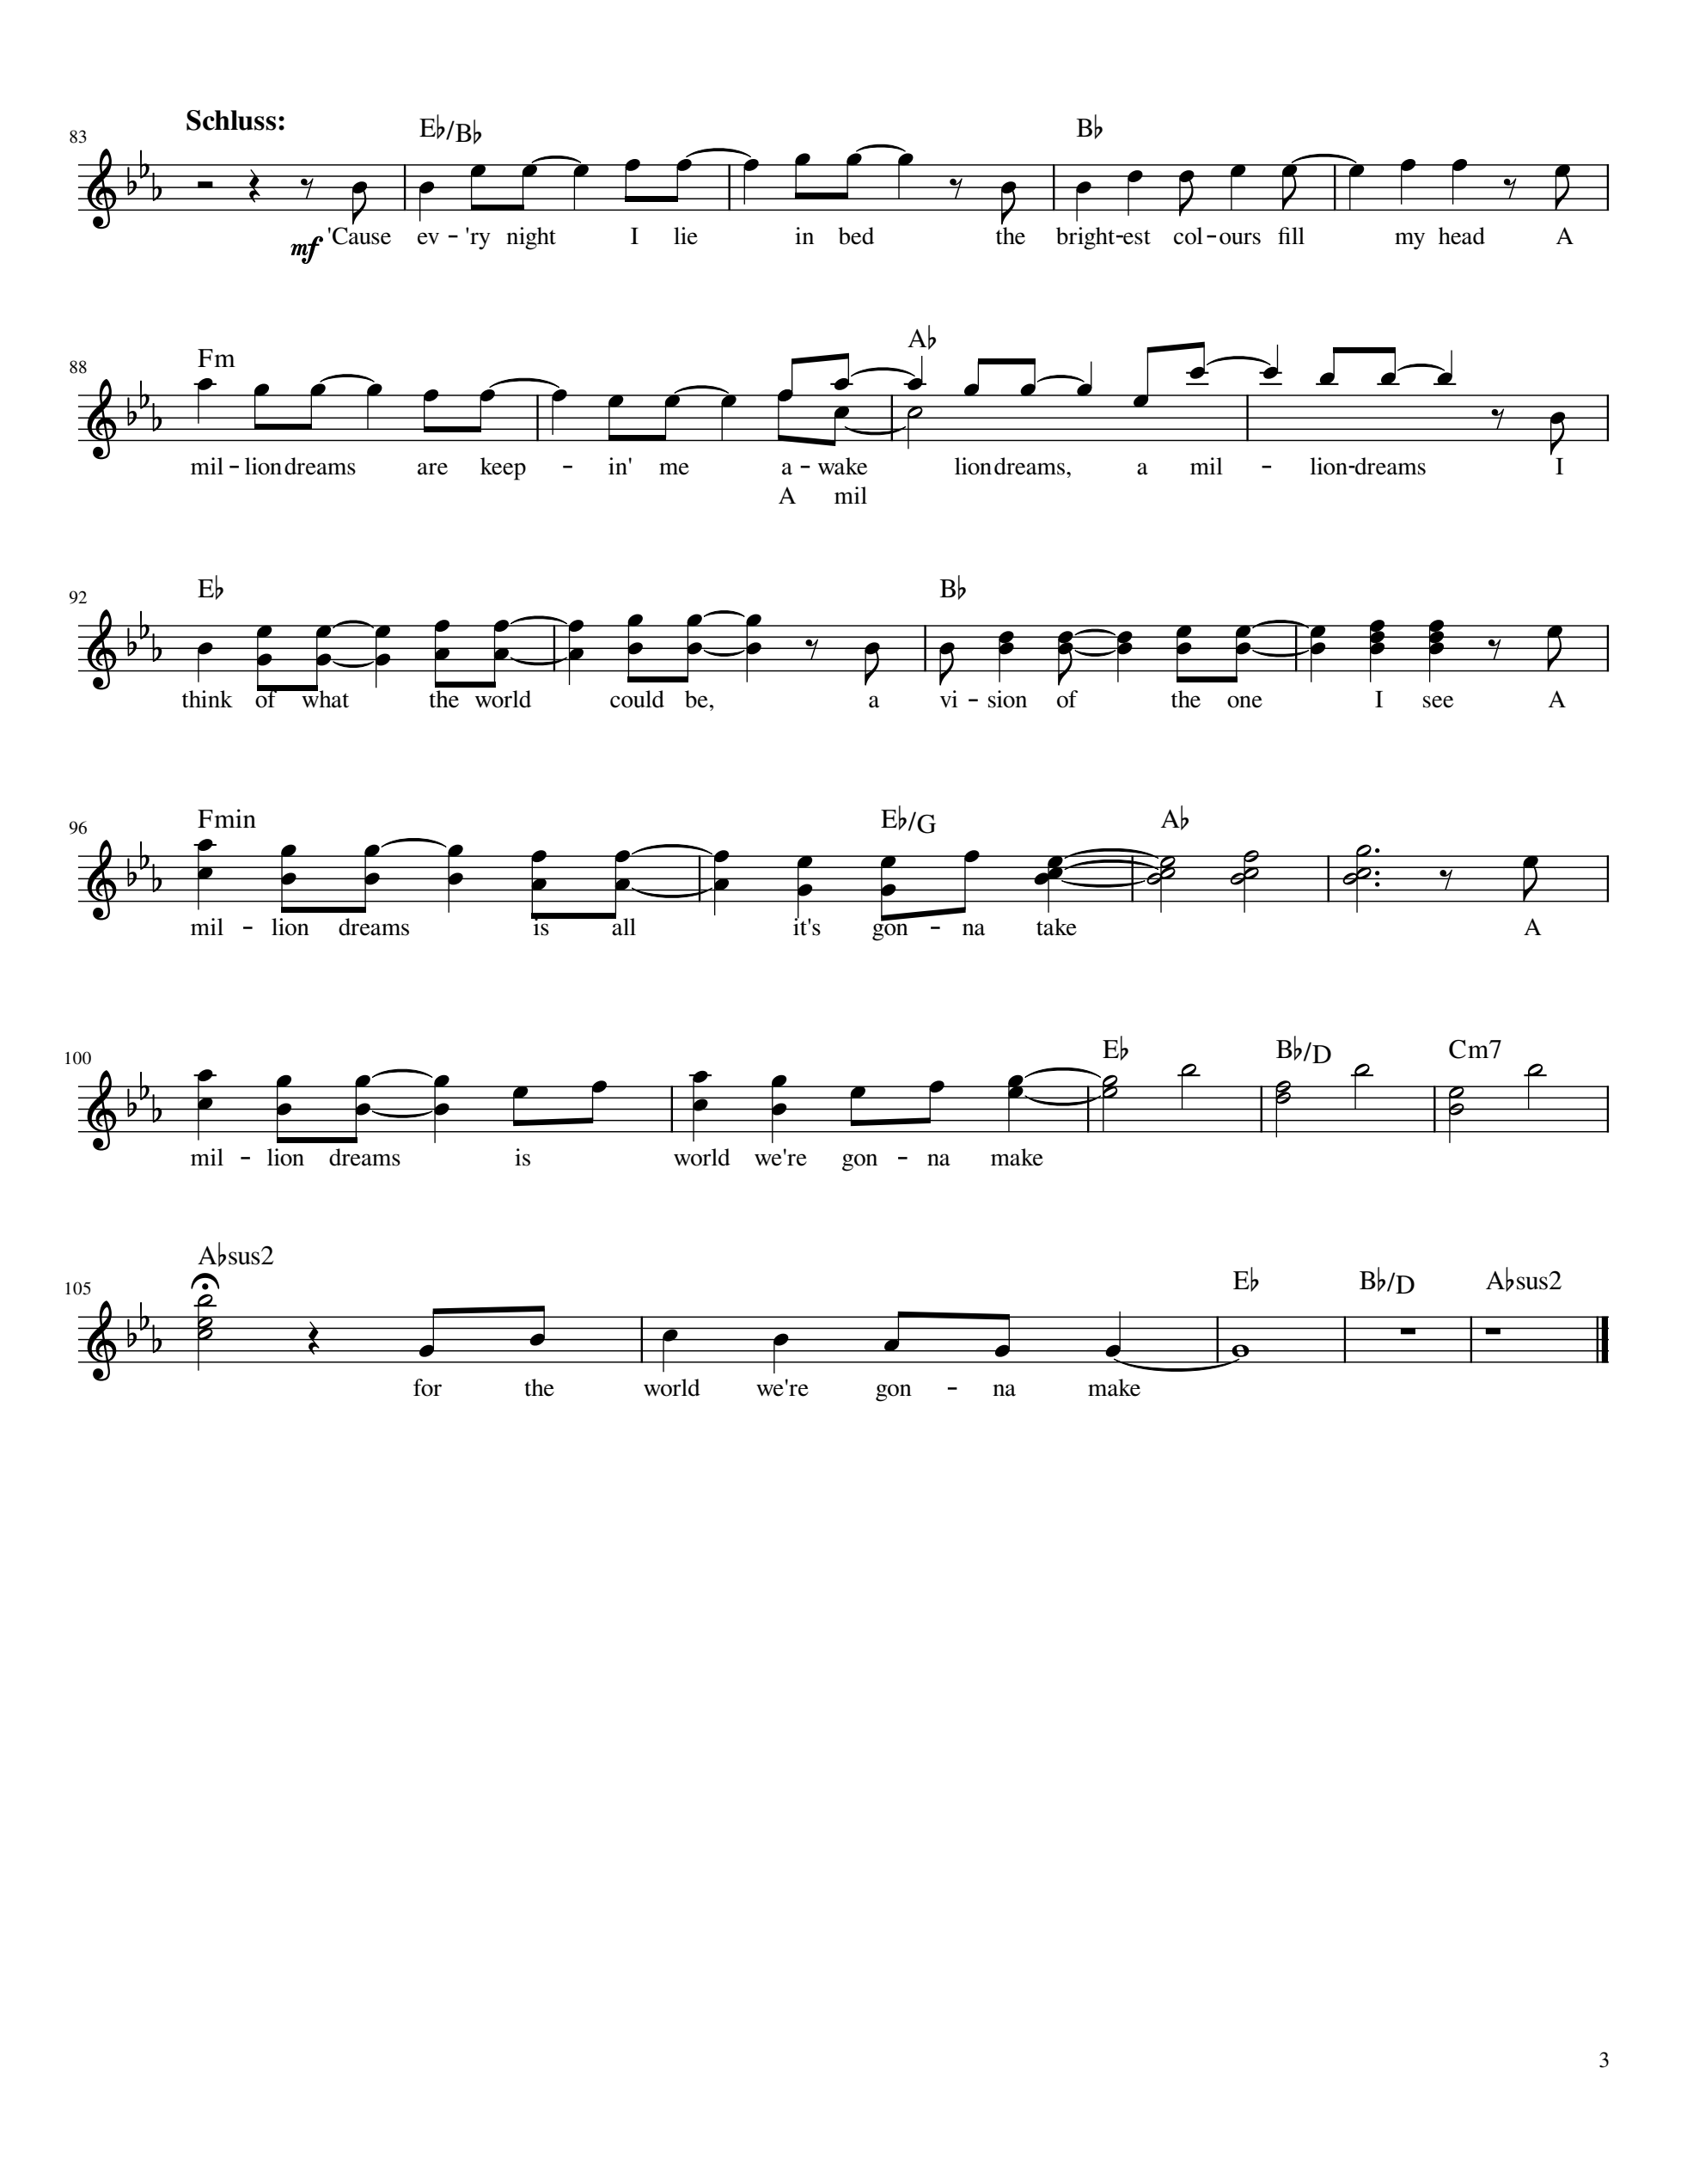 Schluss:
83
E♭/B♭ B♭
mf 'Cause ev - 'ry night I lie in bed the bright - est col - ours fill my head A
88
Fm A♭
mil - lion dreams are keep - in' me a - wake lion dreams, a mil - lion - dreams I
A mil
92
E♭ B♭
think of what the world could be, a vi - sion of the one I see A
96
Fmin E♭/G A♭
mil - lion dreams is all it's gon - na take A
100
E♭ B♭/D Cm7
mil - lion dreams is world we're gon - na make
A♭sus2
105
E♭ B♭/D A♭sus2
for the world we're gon - na make
3